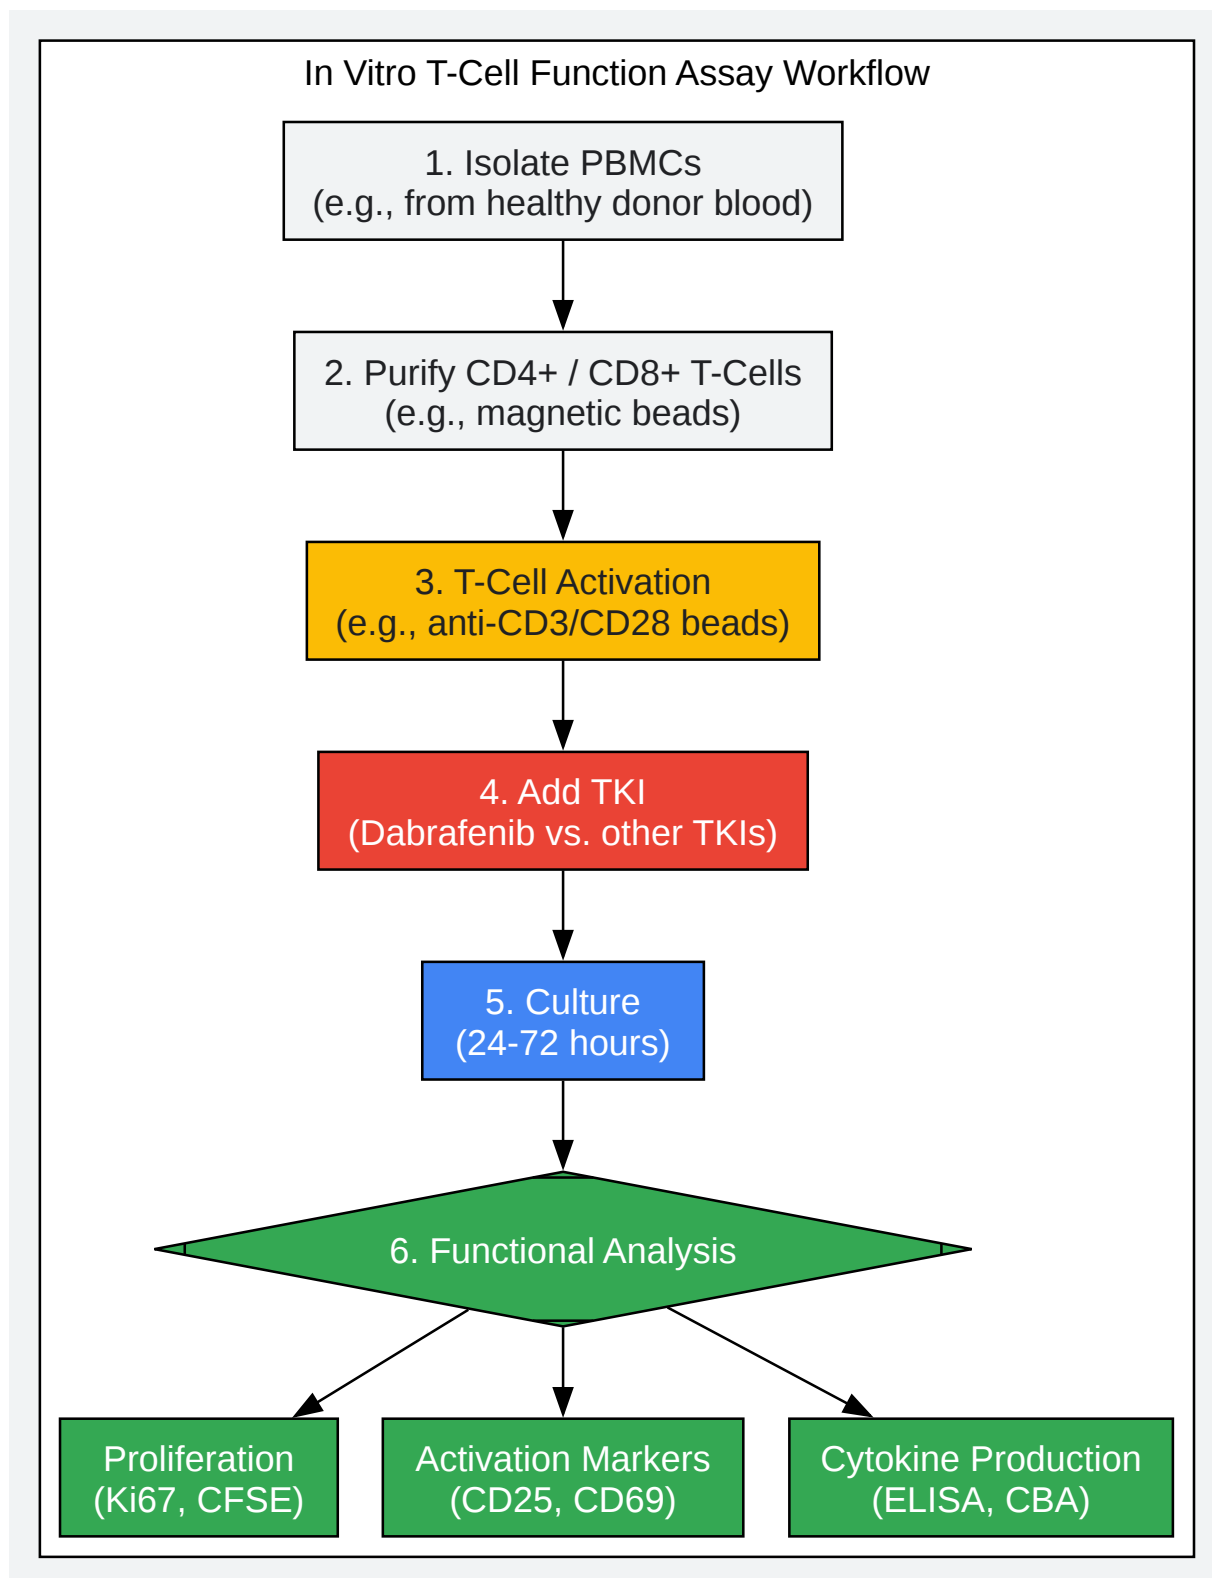 In Vitro T-Cell Function Assay Workflow
1. Isolate PBMCs
(e.g., from healthy donor blood)
2. Purify CD4+ / CD8+ T-Cells
(e.g., magnetic beads)
3. T-Cell Activation
(e.g., anti-CD3/CD28 beads)
4. Add TKI
(Dabrafenib vs. other TKIs)
5. Culture
(24-72 hours)
6. Functional Analysis
Proliferation
(Ki67, CFSE)
Activation Markers
(CD25, CD69)
Cytokine Production
(ELISA, CBA)